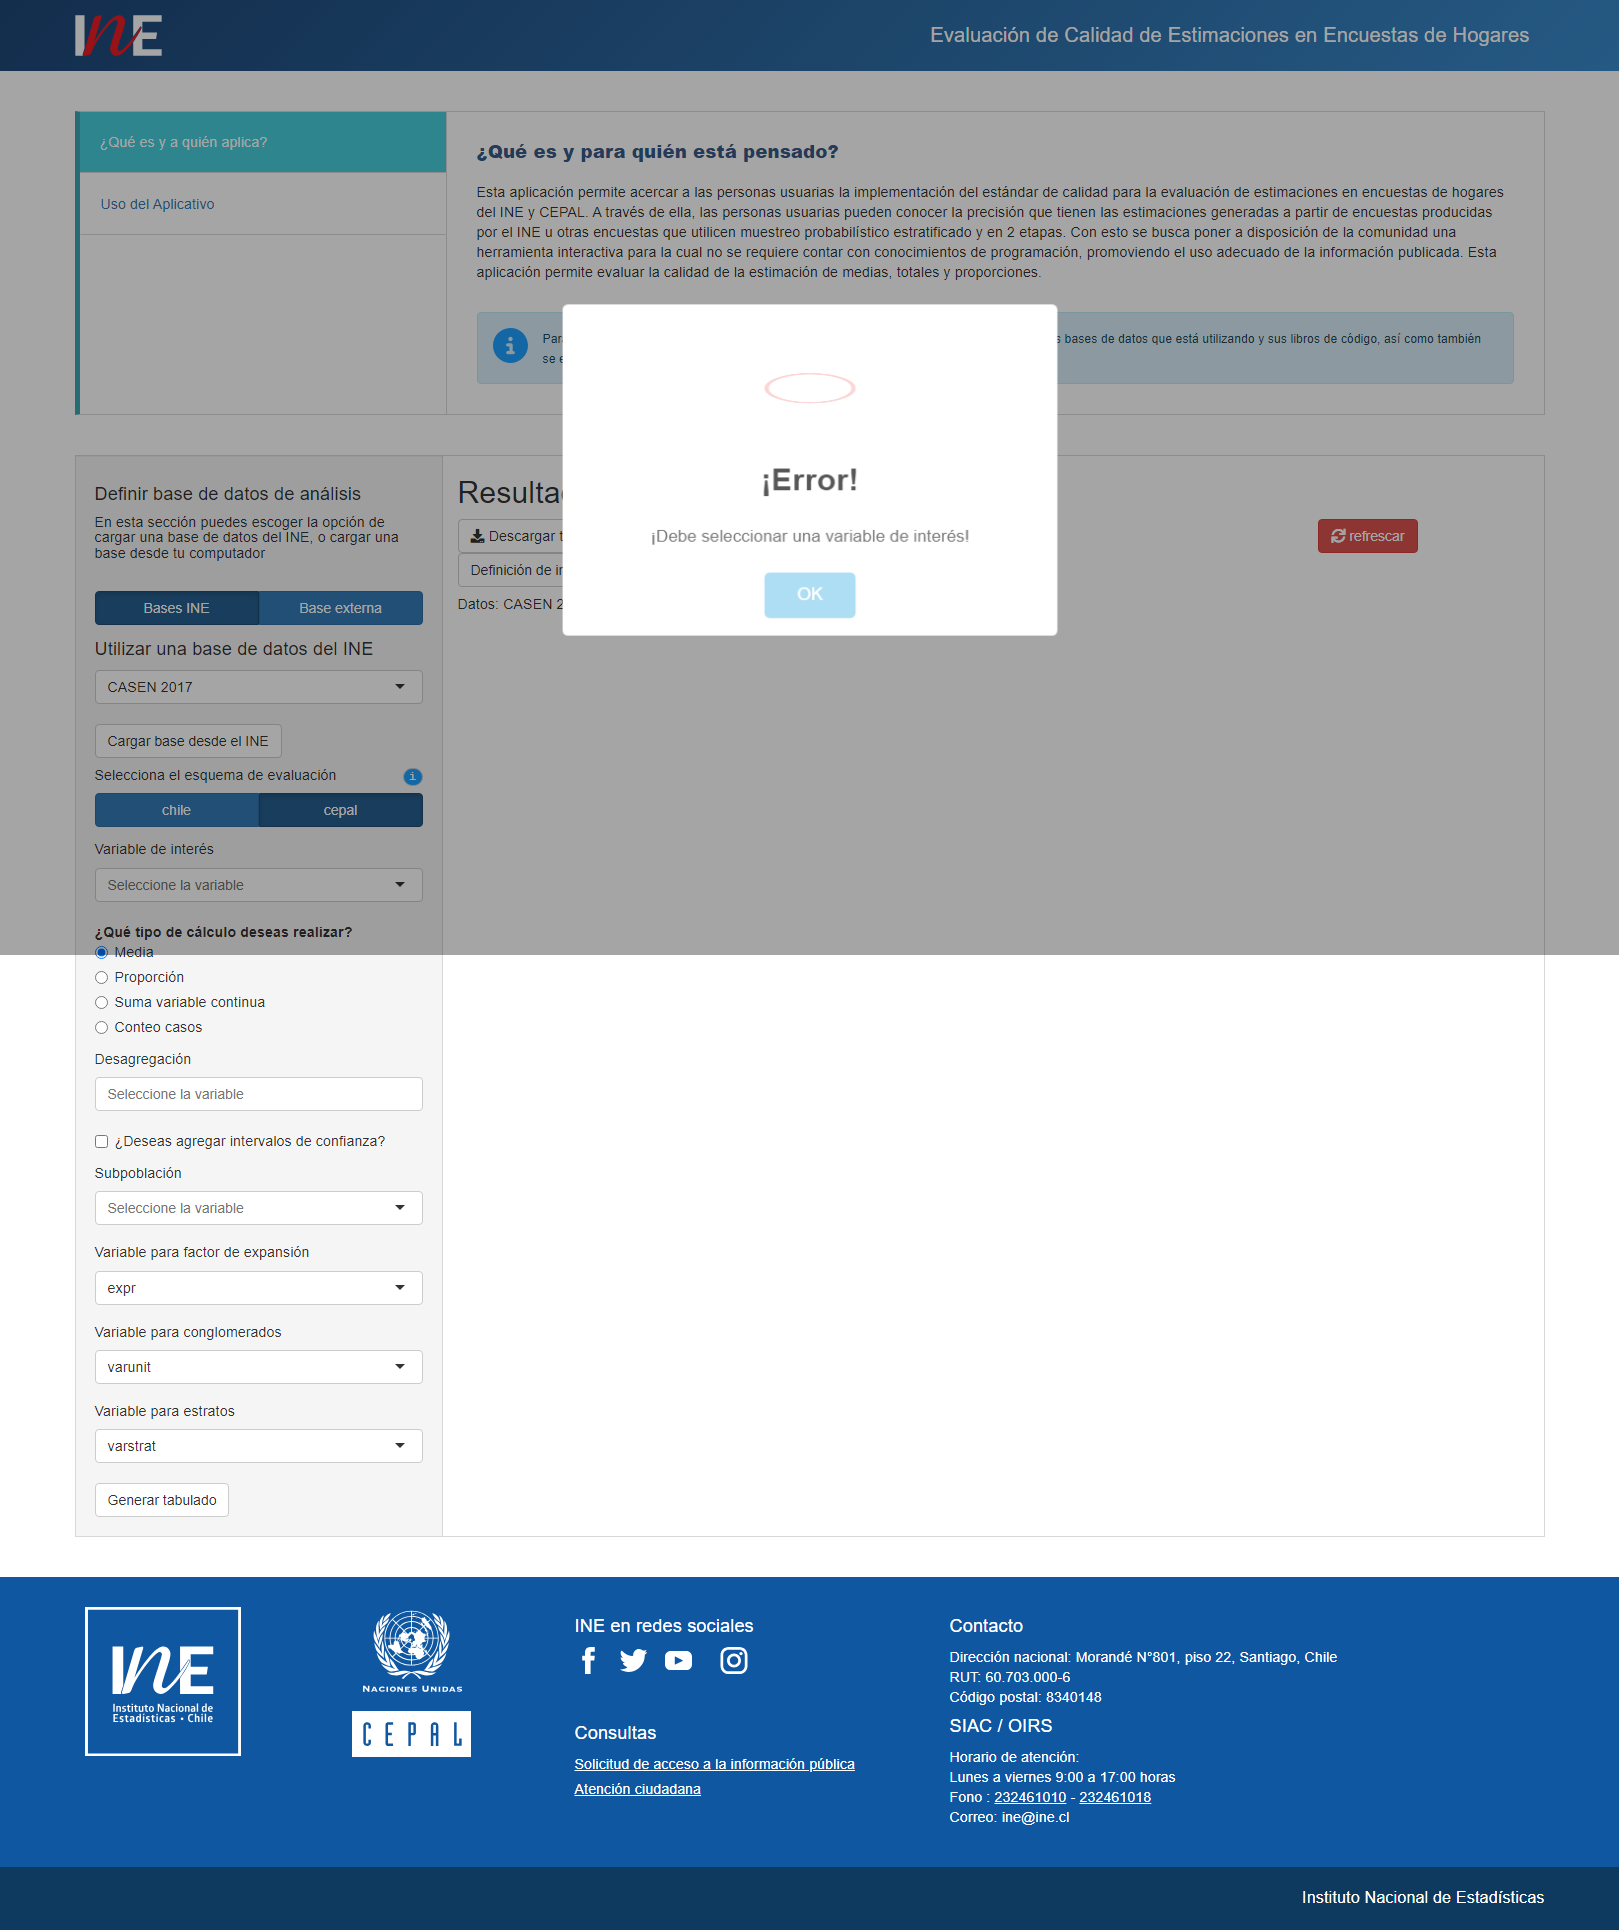 INE
Evaluación de Calidad de Estimaciones en Encuestas de Hogares
¿Qué es y a quién aplica?
Uso del Aplicativo
¿Qué es y para quién está pensado?
Esta aplicación permite acercar a las personas usuarias la implementación del estándar de calidad para la evaluación de estimaciones en encuestas de hogares
del INE y CEPAL. A través de ella, las personas usuarias pueden conocer la precisión que tienen las estimaciones generadas a partir de encuestas producidas
por el INE u otras encuestas que utilicen muestreo probabilístico estratificado y en 2 etapas. Con esto se busca poner a disposición de la comunidad una
herramienta interactiva para la cual no se requiere contar con conocimientos de programación, promoviendo el uso adecuado de la información publicada. Esta
aplicación permite evaluar la calidad de la estimación de medias, totales y proporciones.
bases de datos que está utilizando y sus libros de código, así como también
se
¡Error!
¡Debe seleccionar una variable de interés!
OK
Definir base de datos de análisis
En esta sección puedes escoger la opción de
cargar una base de datos del INE, o cargar una
base desde tu computador
Bases INE
Base externa
Utilizar una base de datos del INE
CASEN 2017
Cargar base desde el INE
Selecciona el esquema de evaluación
chile
cepal
Variable de interés
Seleccione la variable
¿Qué tipo de cálculo deseas realizar?
Media
Proporción
Suma variable continua
Conteo casos
Desagregación
Seleccione la variable
¿Deseas agregar intervalos de confianza?
Subpoblación
Seleccione la variable
Variable para factor de expansión
expr
Variable para conglomerados
varunit
Variable para estratos
varstrat
Generar tabulado
Resulta
Descargar t
refrescar
Definición de i
Datos: CASEN 2
INE
Instituto Nacional de
Estadísticas • Chile
NACIONES UNIDAS
CEPAL
INE en redes sociales
Consultas
Solicitud de acceso a la información pública
Atención ciudadana
Contacto
Dirección nacional: Morandé N°801, piso 22, Santiago, Chile
RUT: 60.703.000-6
Código postal: 8340148
SIAC / OIRS
Horario de atención:
Lunes a viernes 9:00 a 17:00 horas
Fono : 232461010 - 232461018
Correo: ine@ine.cl
Instituto Nacional de Estadísticas